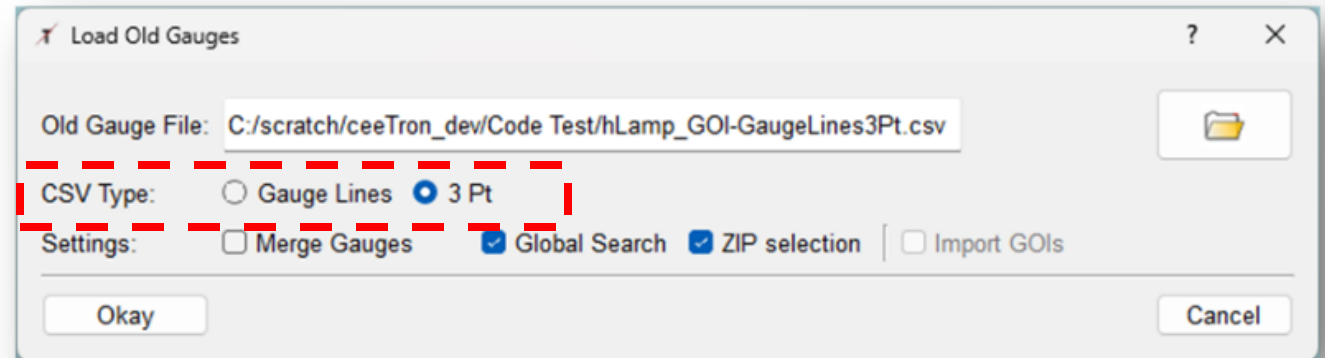 Load Old Gauges ?
Old Gauge File: C:/scratch/ceeTron_dev/Code Test/hLamp_GOI-GaugeLines3Pt.csv
CSV Type: Gauge Lines 3 Pt
Settings: Merge Gauges Global Search ZIP selection Import GOIs
Okay Cancel